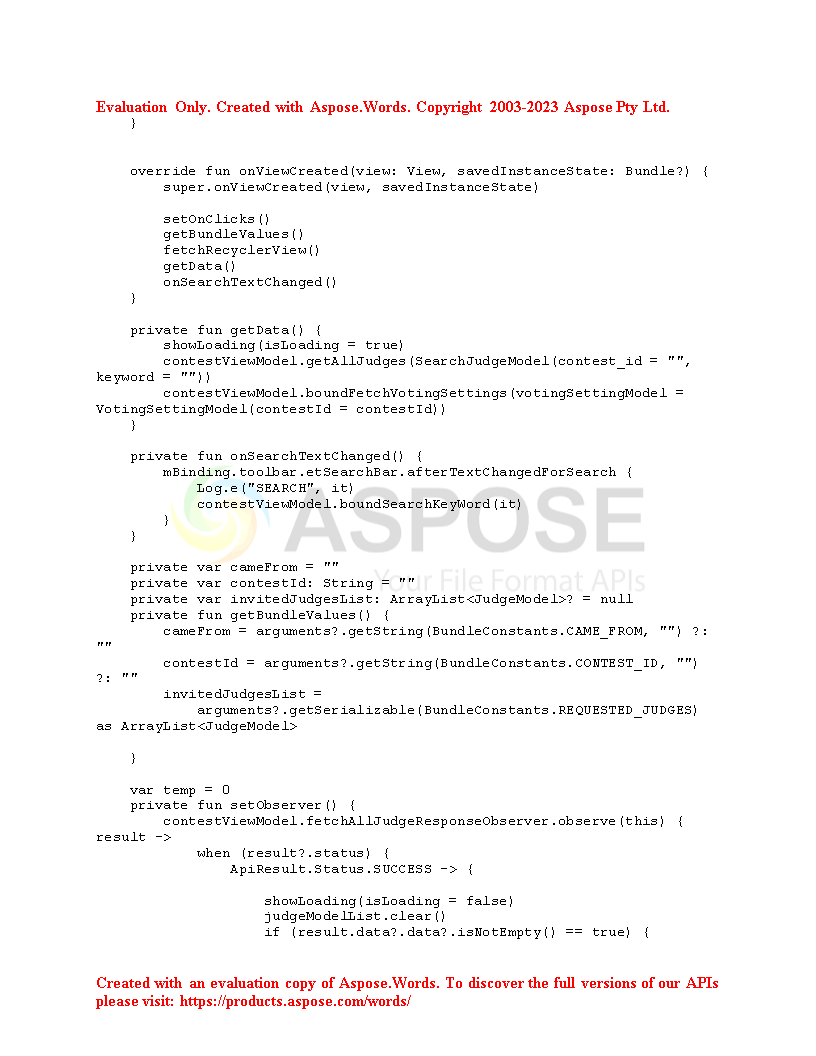 Evaluation Only. Created with Aspose.Words. Copyright 2003-2023 Aspose Pty Ltd.
    }


    override fun onViewCreated(view: View, savedInstanceState: Bundle?) {
        super.onViewCreated(view, savedInstanceState)

        setOnClicks()
        getBundleValues()
        fetchRecyclerView()
        getData()
        onSearchTextChanged()
    }

    private fun getData() {
        showLoading(isLoading = true)
        contestViewModel.getAllJudges(SearchJudgeModel(contest_id = "",
keyword = ""))
        contestViewModel.boundFetchVotingSettings(votingSettingModel =
VotingSettingModel(contestId = contestId))
    }

    private fun onSearchTextChanged() {
        mBinding.toolbar.etSearchBar.afterTextChangedForSearch {
            Log.e("SEARCH", it)
            contestViewModel.boundSearchKeyWord(it)
        }
    }
ASPOSE
Your File Format APIs

    private var cameFrom = ""
    private var contestId: String = ""
    private var invitedJudgesList: ArrayList<JudgeModel>? = null
    private fun getBundleValues() {
        cameFrom = arguments?.getString(BundleConstants.CAME_FROM, "") ?:
""
        contestId = arguments?.getString(BundleConstants.CONTEST_ID, "")
?: ""
        invitedJudgesList =
            arguments?.getSerializable(BundleConstants.REQUESTED_JUDGES)
as ArrayList<JudgeModel>

    }

    var temp = 0
    private fun setObserver() {
        contestViewModel.fetchAllJudgeResponseObserver.observe(this) {
result ->
            when (result?.status) {
                ApiResult.Status.SUCCESS -> {

                    showLoading(isLoading = false)
                    judgeModelList.clear()
                    if (result.data?.data?.isNotEmpty() == true) {

Created with an evaluation copy of Aspose.Words. To discover the full versions of our APIs
please visit: https://products.aspose.com/words/